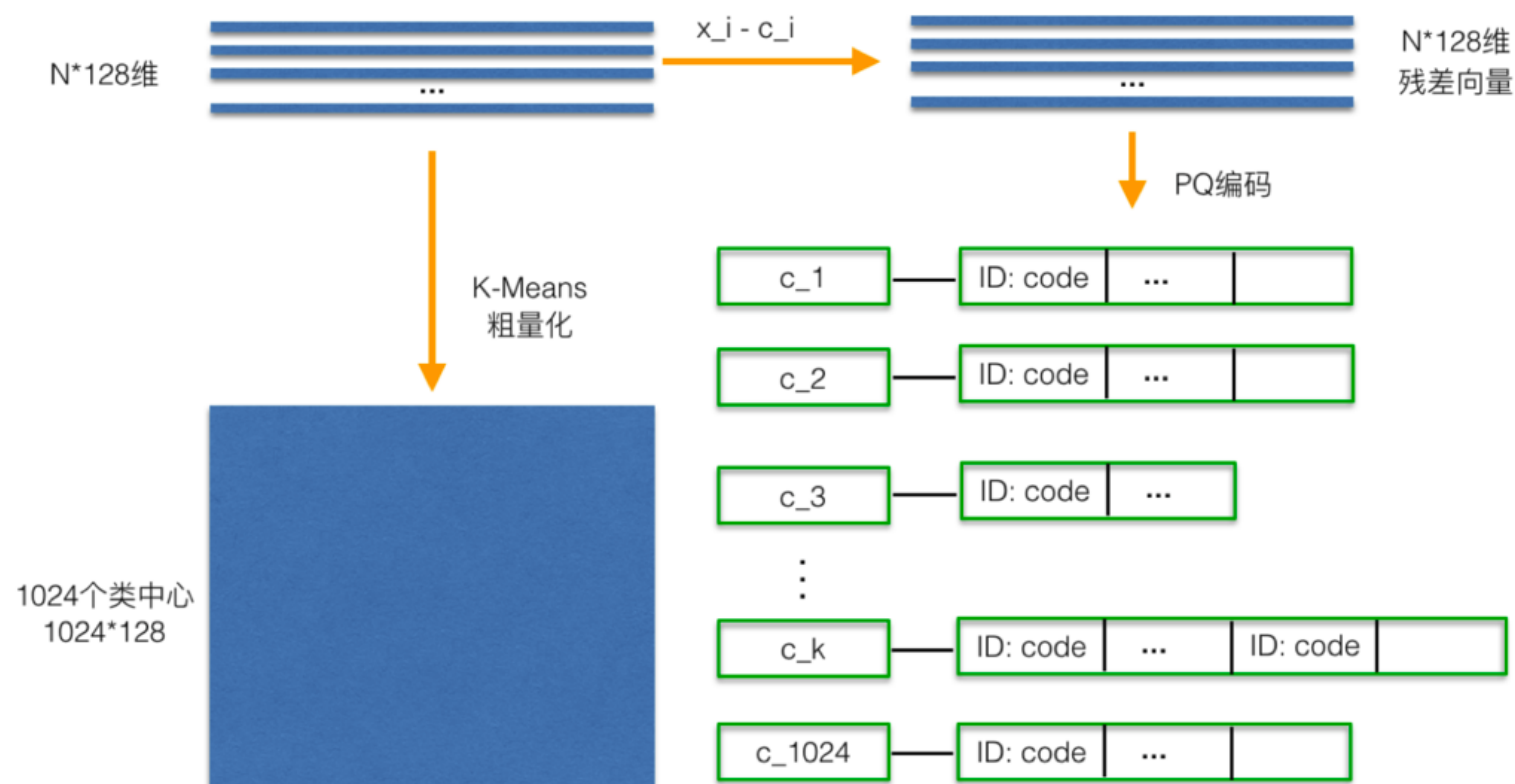 N*128维
...
x_i - c_i
...
N*128维
残差向量
PQ编码
K-Means
粗量化
1024个类中心
1024*128
c_1
ID: code
...
c_2
ID: code
...
c_3
ID: code
...
⋮
c_k
ID: code
...
ID: code
c_1024
ID: code
...